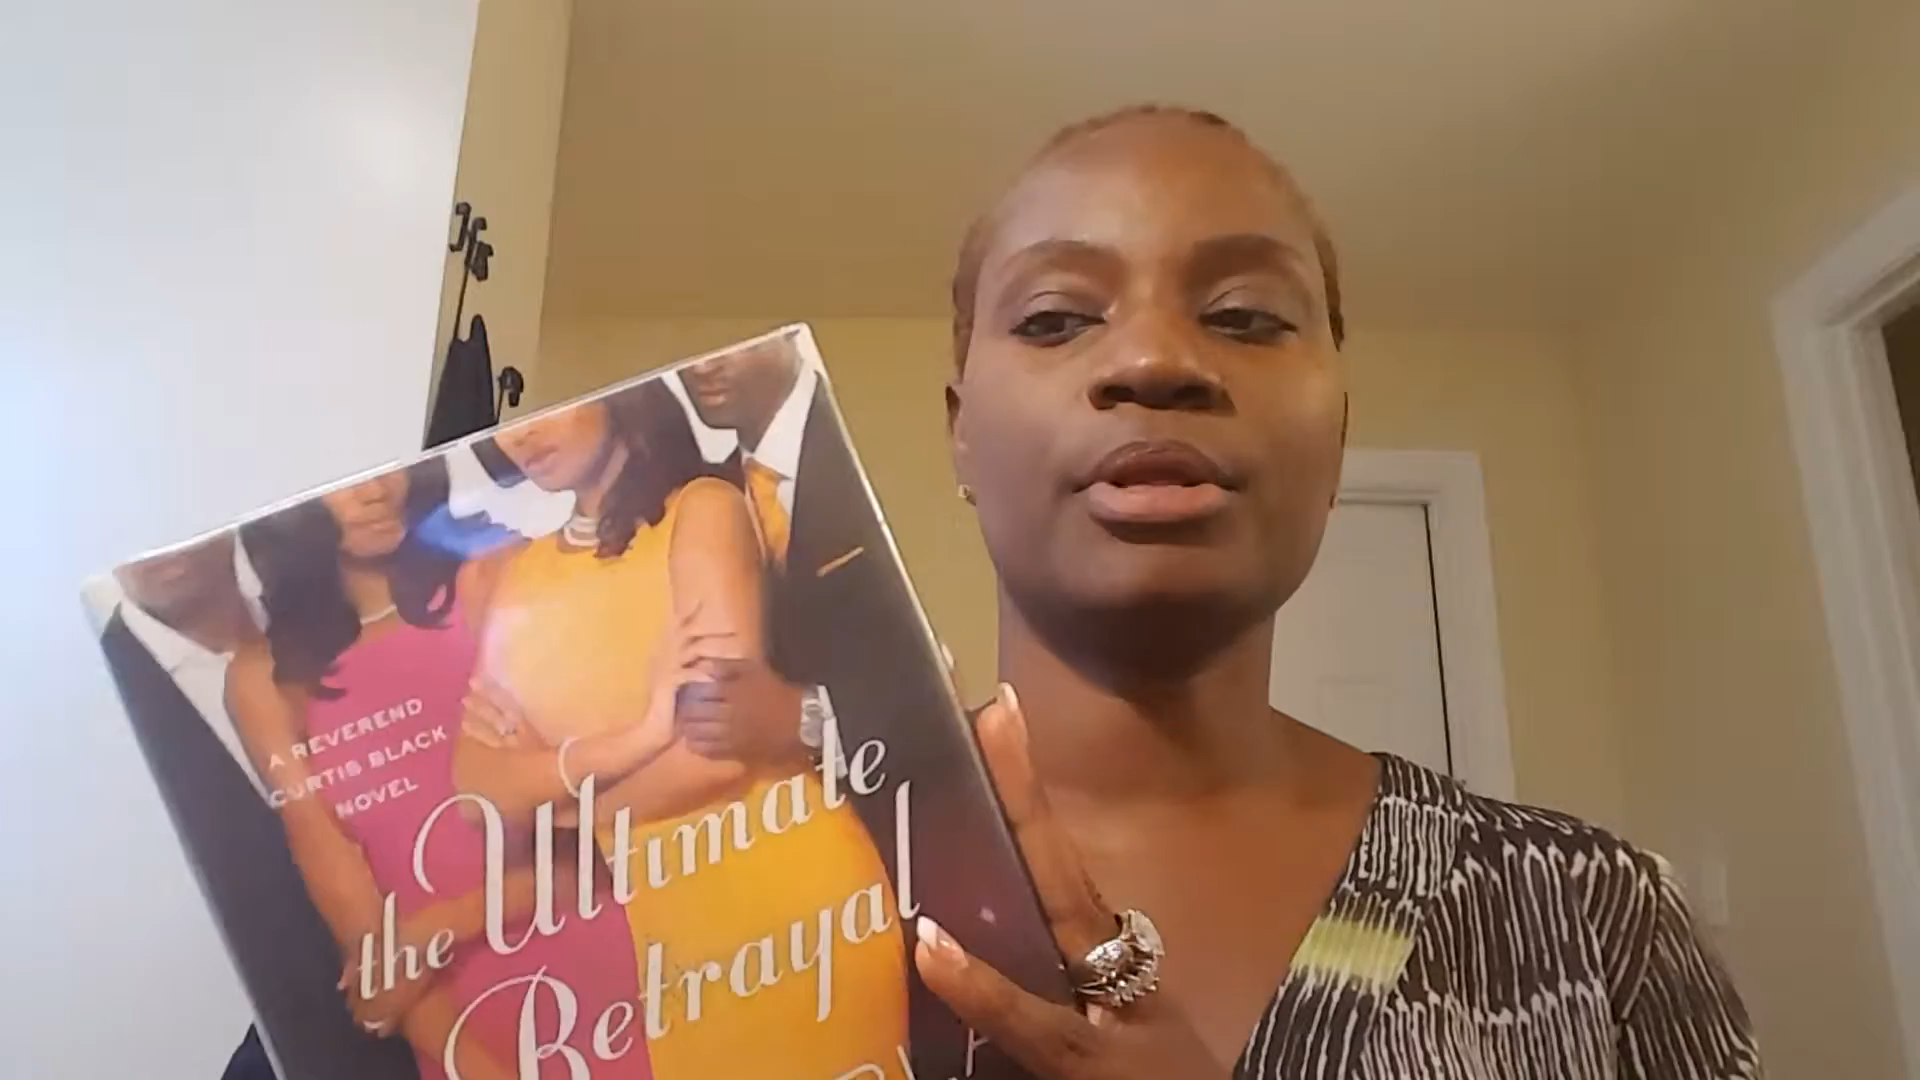 A REVEREND
CURTIS BLACK
NOVEL
the Ultimate
Betrayal